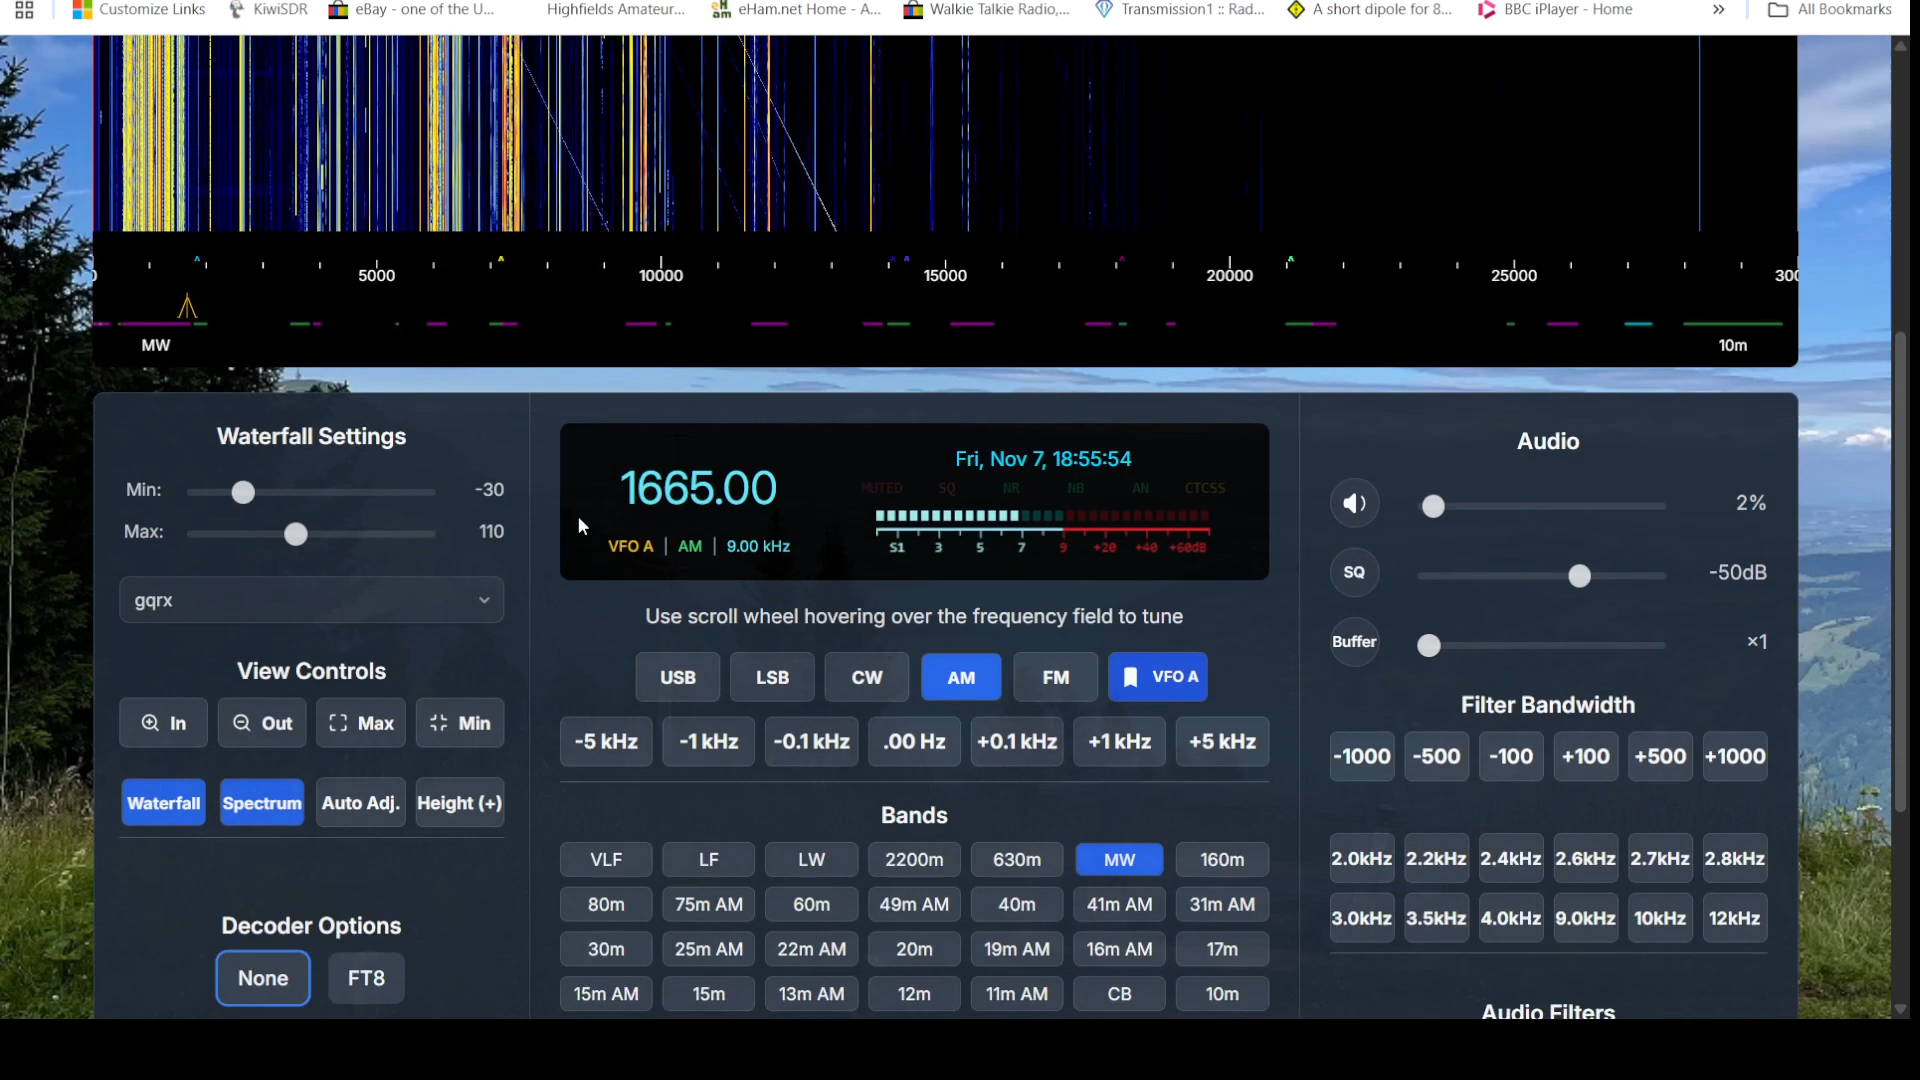 Customize Links KiwiSDR eBay - one of the U... Highfields Amateur... eHam.net Home - A... Walkie Talkie Radio,... Transmission1 :: Rad... A short dipole for 8... BBC iPlayer - Home » All Bookmarks
0 5000 10000 15000 20000 25000 300
MW 10m
Waterfall Settings
Min: -30
Max: 110
gqrx
View Controls
In Out Max Min
Waterfall Spectrum Auto Adj. Height (+)
Decoder Options
None FT8
Fri, Nov 7, 18:55:54
1665.00
MUTED SQ NR NB AN CTCSS
VFO A | AM | 9.00 kHz
S1 3 5 7 9 +20 +40 +60dB
Use scroll wheel hovering over the frequency field to tune
USB LSB CW AM FM VFO A
-5 kHz -1 kHz -0.1 kHz .00 Hz +0.1 kHz +1 kHz +5 kHz
Bands
VLF LF LW 2200m 630m MW 160m
80m 75m AM 60m 49m AM 40m 41m AM 31m AM
30m 25m AM 22m AM 20m 19m AM 16m AM 17m
15m AM 15m 13m AM 12m 11m AM CB 10m
Audio
2%
SQ -50dB
Buffer ×1
Filter Bandwidth
-1000 -500 -100 +100 +500 +1000
2.0kHz 2.2kHz 2.4kHz 2.6kHz 2.7kHz 2.8kHz
3.0kHz 3.5kHz 4.0kHz 9.0kHz 10kHz 12kHz
Audio Filters